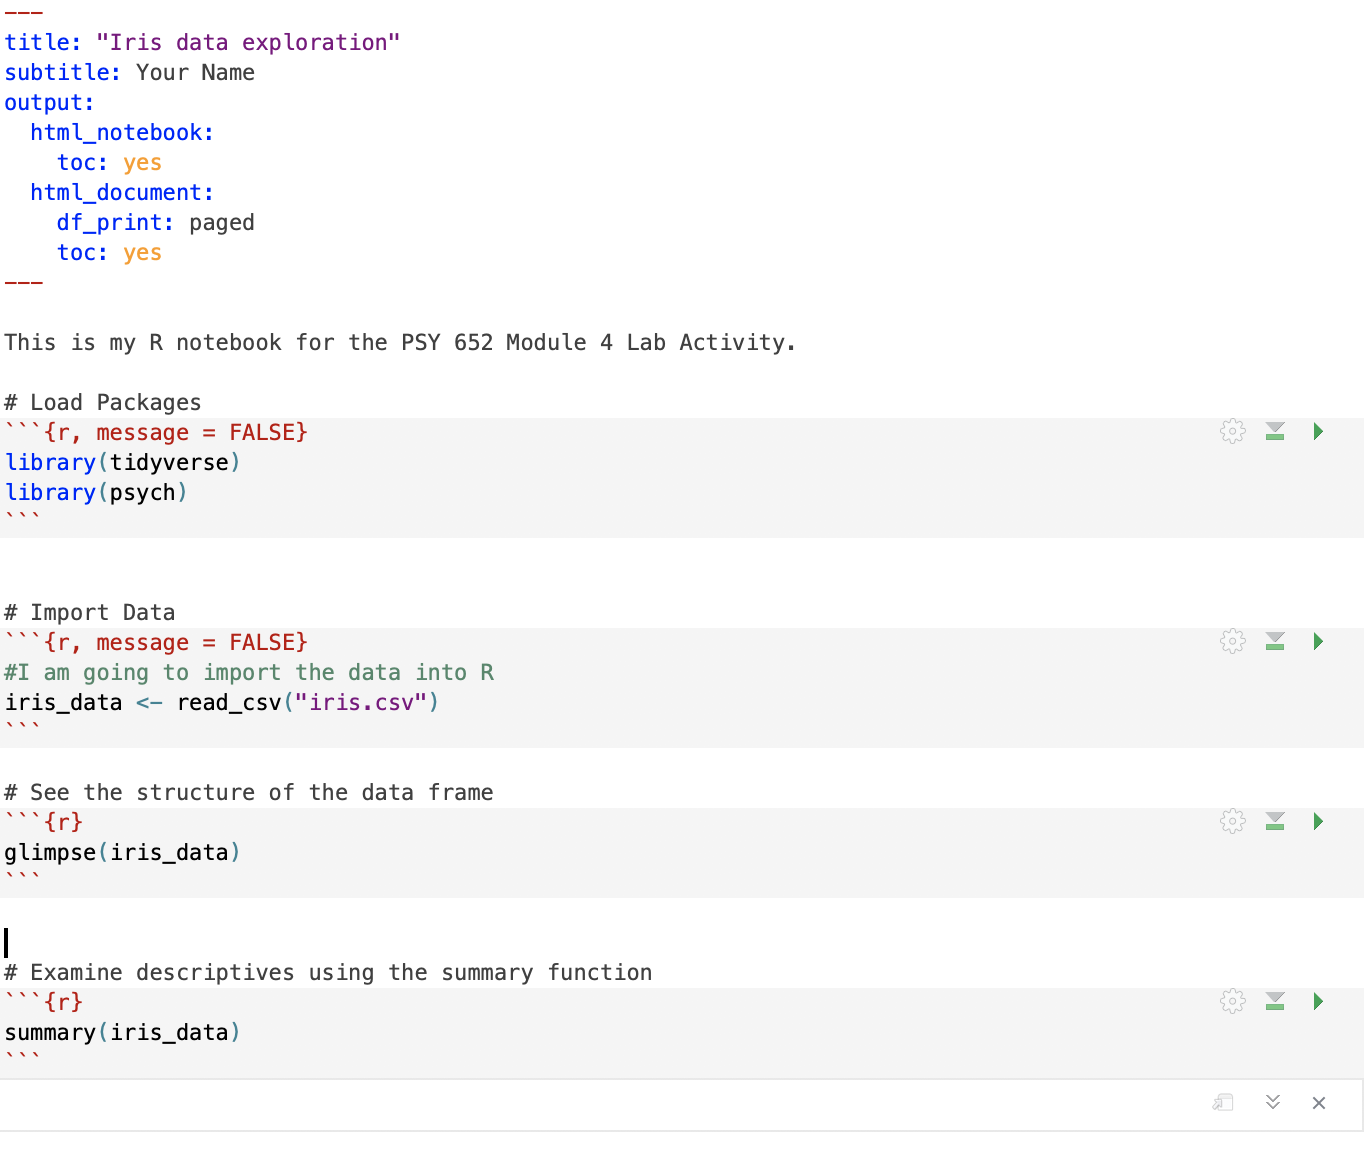 ---
title: "Iris data exploration"
subtitle: Your Name
output:
  html_notebook:
    toc: yes
  html_document:
    df_print: paged
    toc: yes
---
This is my R notebook for the PSY 652 Module 4 Lab Activity.
# Load Packages
```{r, message = FALSE}
library(tidyverse)
library(psych)
```
# Import Data
```{r, message = FALSE}
#I am going to import the data into R
iris_data <- read_csv("iris.csv")
```
# See the structure of the data frame
```{r}
glimpse(iris_data)
```
# Examine descriptives using the summary function
```{r}
summary(iris_data)
```